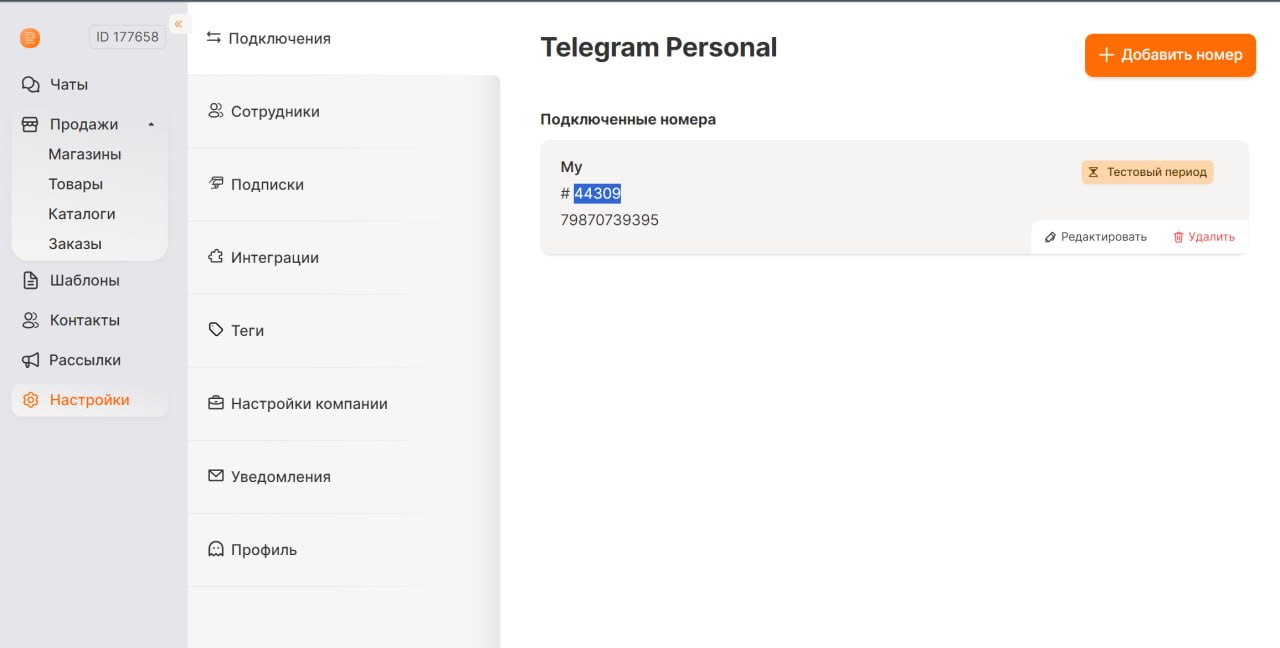 ID 177658
«
Чаты
Продажи
Магазины
Товары
Каталоги
Заказы
Шаблоны
Контакты
Рассылки
Настройки
Подключения
Сотрудники
Подписки
Интеграции
Теги
Настройки компании
Уведомления
Профиль
Telegram Personal
+ Добавить номер
Подключенные номера
My
Тестовый период
# 44309
79870739395
Редактировать
Удалить